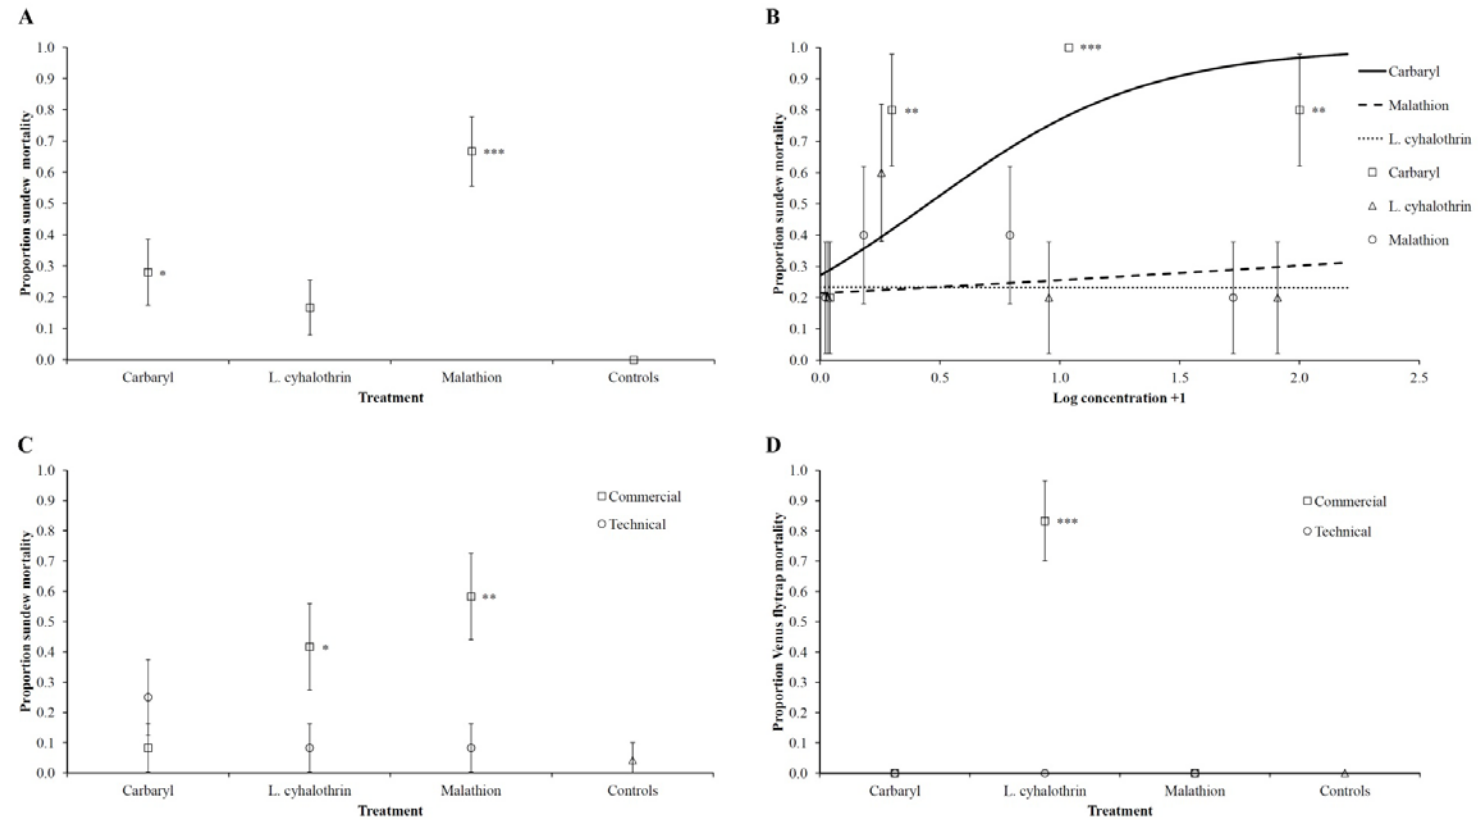 A
Proportion sundew mortality
1.0
0.9
0.8
0.7
0.6
0.5
0.4
0.3
0.2
0.1
0.0
*
***
Carbaryl L. cyhalothrin Malathion Controls
Treatment
B
Proportion sundew mortality
1.0
0.9
0.8
0.7
0.6
0.5
0.4
0.3
0.2
0.1
0.0
***
**
**
Carbaryl
Malathion
L. cyhalothrin
Carbaryl
L. cyhalothrin
Malathion
0.0 0.5 1.0 1.5 2.0 2.5
Log concentration +1
C
Proportion sundew mortality
1.0
0.9
0.8
0.7
0.6
0.5
0.4
0.3
0.2
0.1
0.0
Commercial
Technical
*
**
Carbaryl L. cyhalothrin Malathion Controls
Treatment
D
Proportion Venus flytrap mortality
1.0
0.9
0.8
0.7
0.6
0.5
0.4
0.3
0.2
0.1
0.0
***
Commercial
Technical
Carbaryl L. cyhalothrin Malathion Controls
Treatment